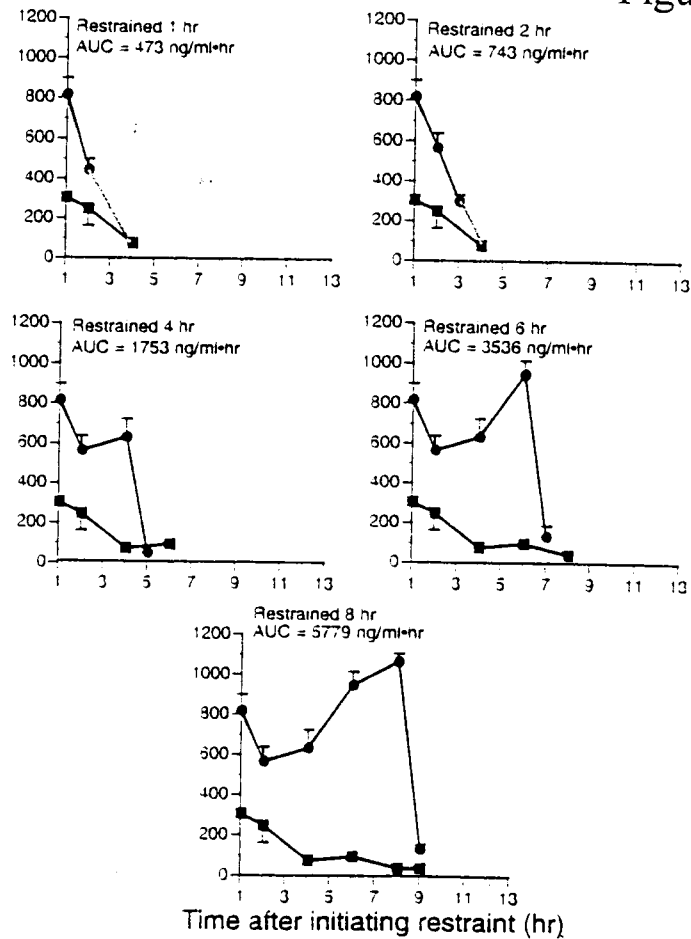 Figu
Restrained 1 hr
AUC = 473 ng/ml•hr
1200
1000
800
600
400
200
0
1 3 5 7 9 11 13
Restrained 2 hr
AUC = 743 ng/ml•hr
1200
1000
800
600
400
200
0
1 3 5 7 9 11 13
Restrained 4 hr
AUC = 1753 ng/ml•hr
1200
1000
800
600
400
200
0
1 3 5 7 9 11 13
Restrained 6 hr
AUC = 3536 ng/ml•hr
1200
1000
800
600
400
200
0
1 3 5 7 9 11 13
Restrained 8 hr
AUC = 5779 ng/ml•hr
1200
1000
800
600
400
200
0
1 3 5 7 9 11 13
Time after initiating restraint (hr)